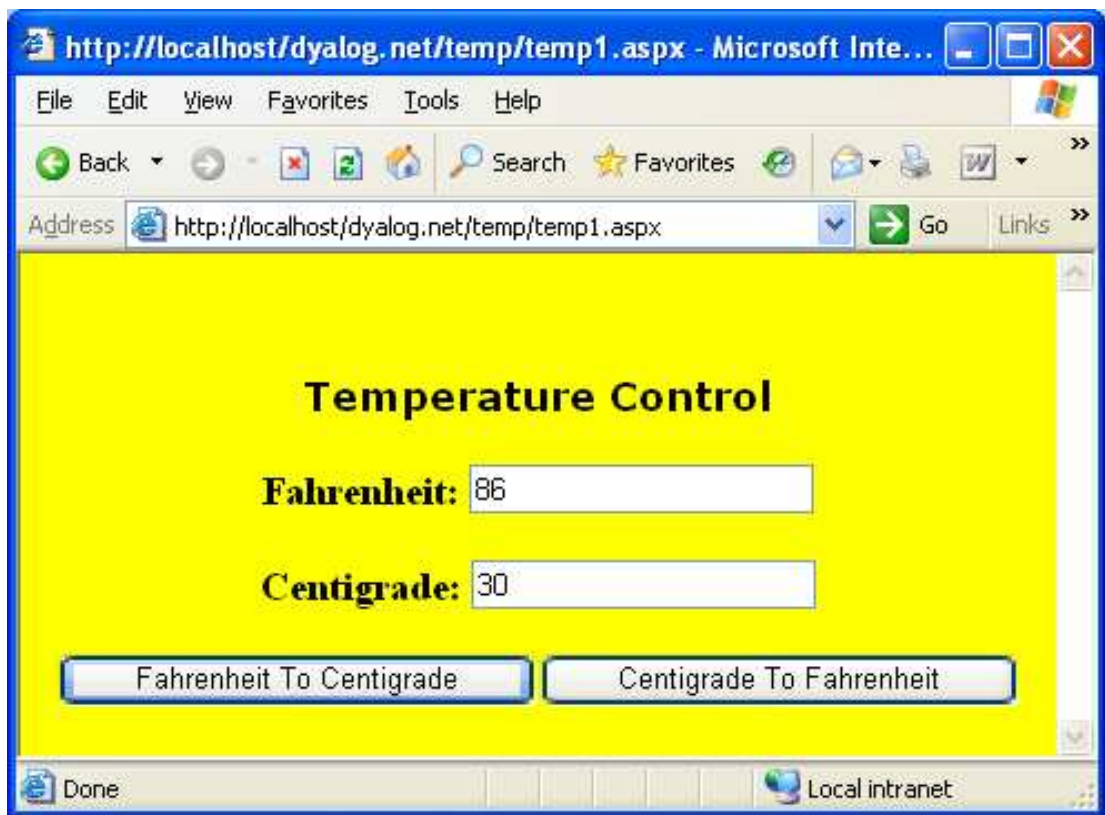 http://localhost/dyalog.net/temp/temp1.aspx - Microsoft Inte...
File Edit View Favorites Tools Help
Back Search Favorites W »
Address http://localhost/dyalog.net/temp/temp1.aspx Go Links »
Temperature Control
Fahrenheit: 86
Centigrade: 30
Fahrenheit To Centigrade Centigrade To Fahrenheit
Done Local intranet